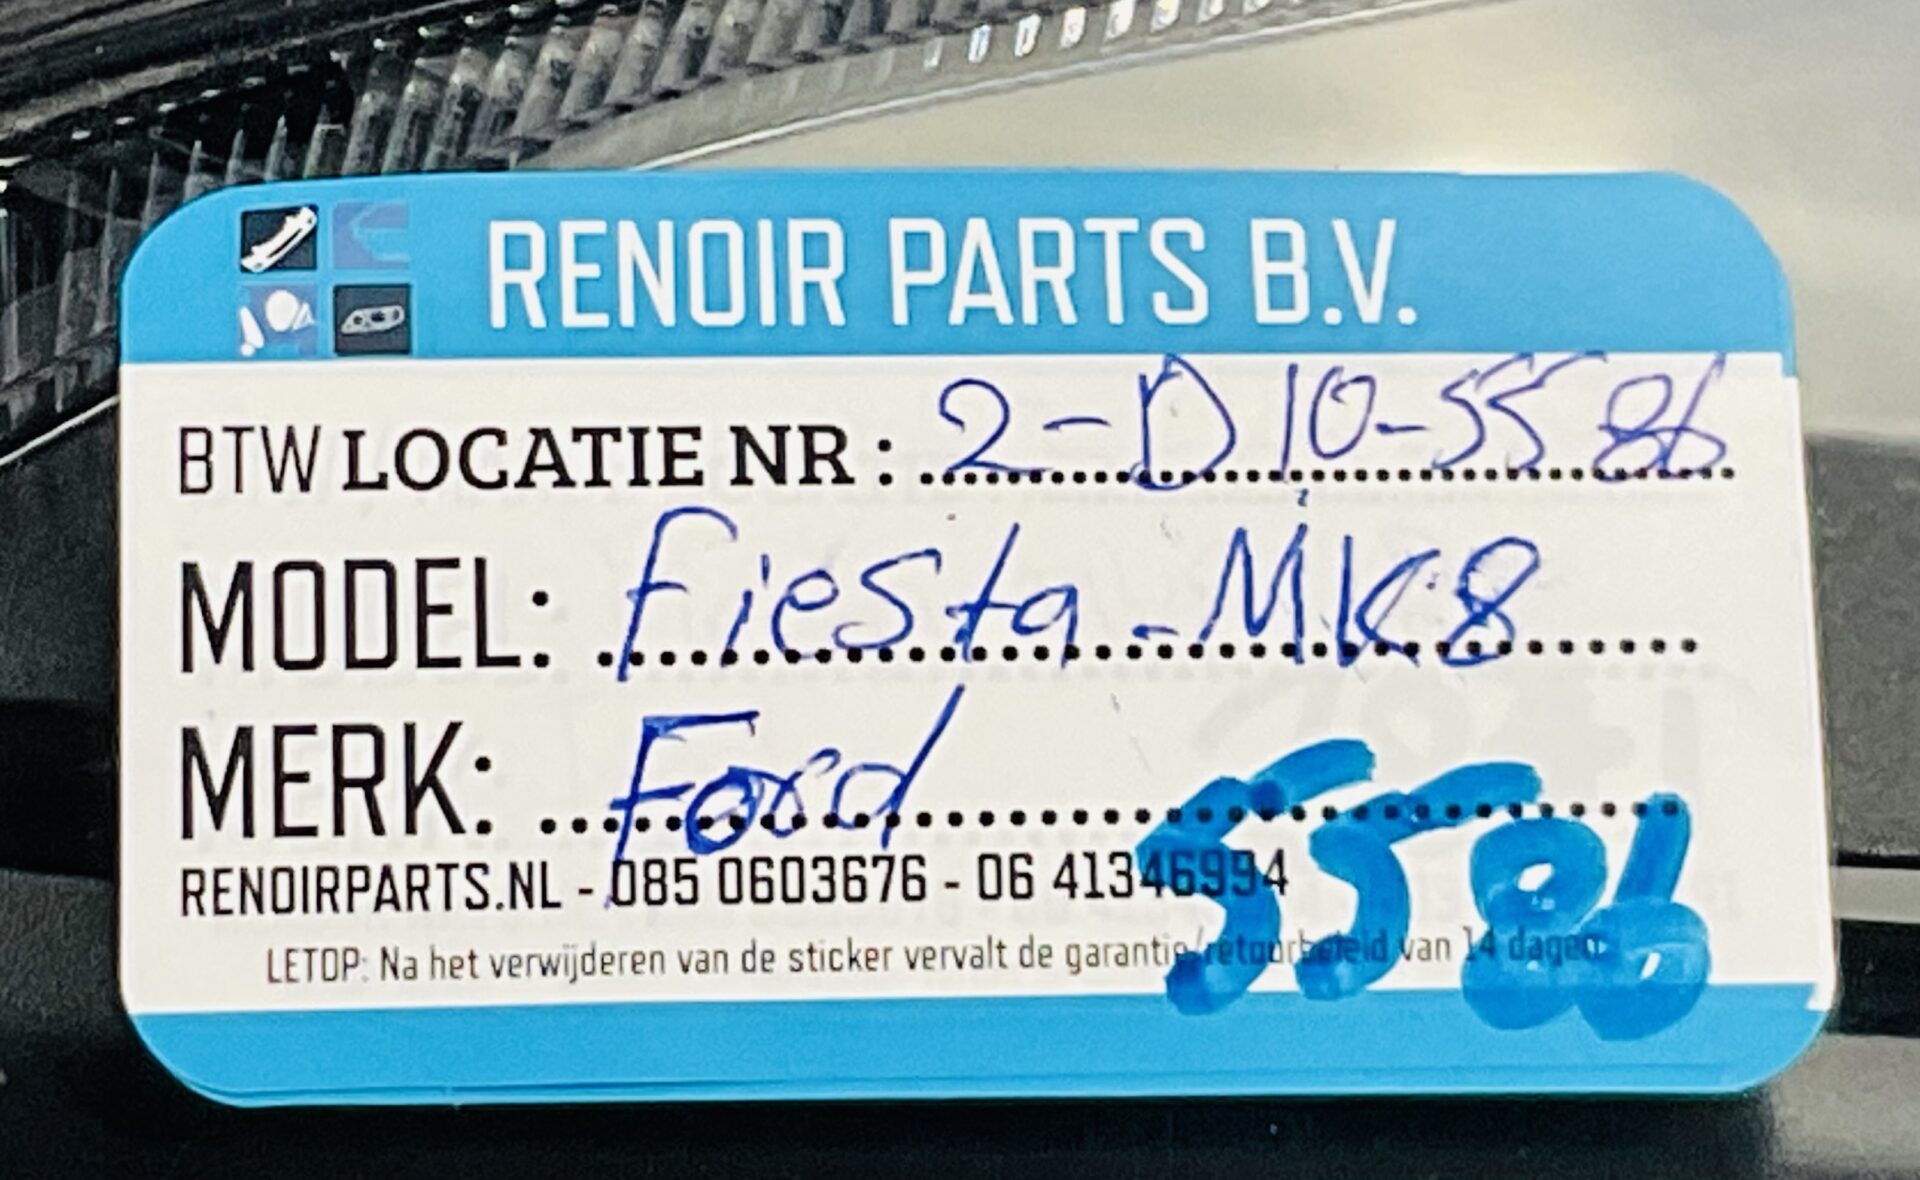 RENOIR PARTS B.V.
BTW LOCATIE NR : 2-D10-5586
MODEL: Fiesta-MK8
MERK: Ford
5586
RENOIRPARTS.NL - 085 0603676 - 06 41346994
LETOP: Na het verwijderen van de sticker vervalt de garantie/retourbeleid van 14 dagen